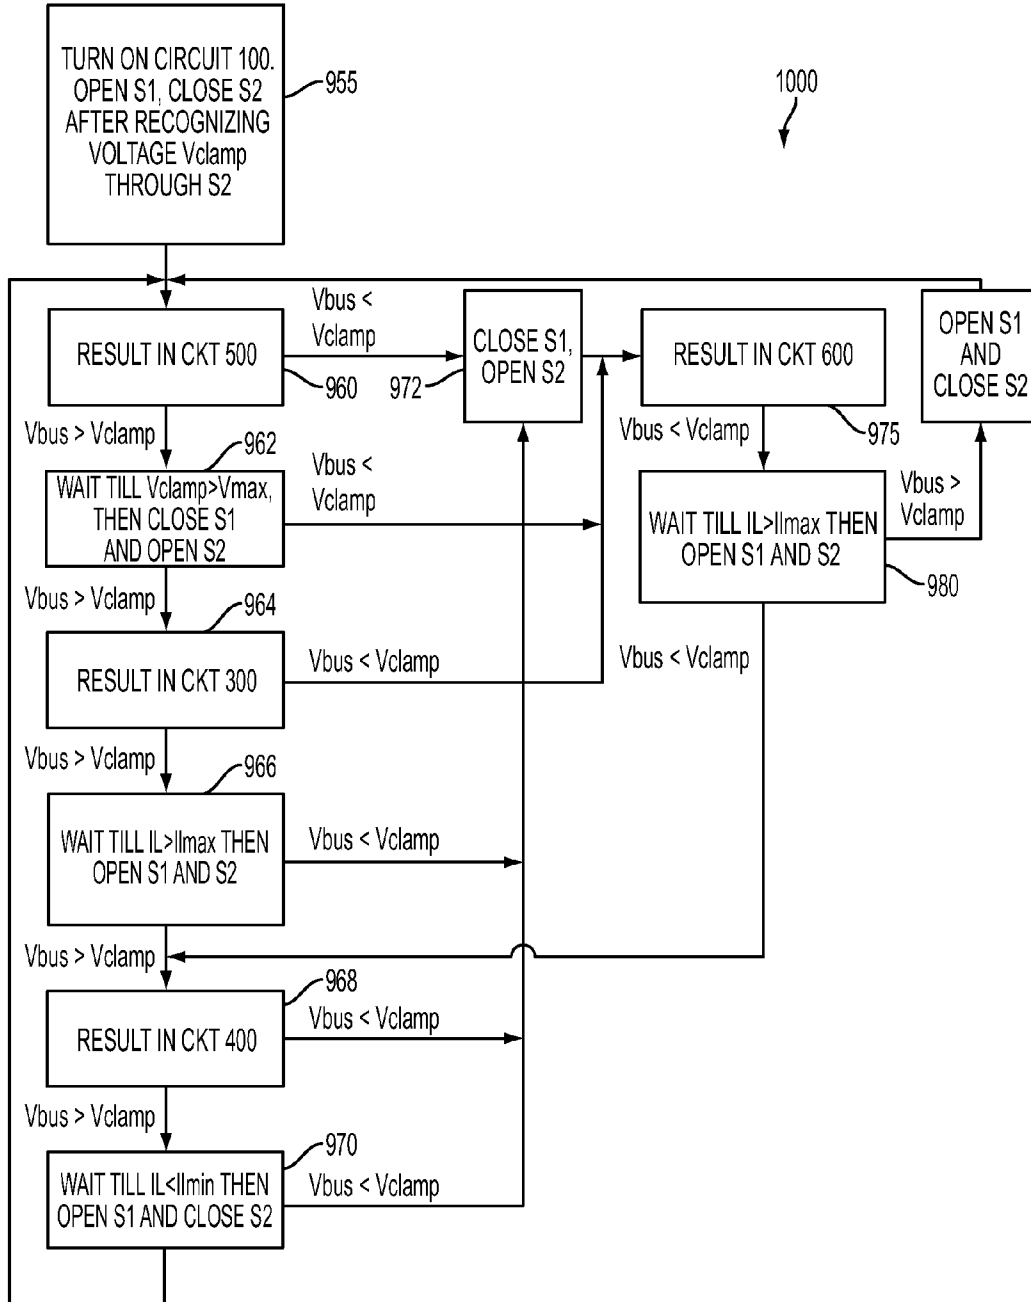 TURN ON CIRCUIT 100.
OPEN S1, CLOSE S2
AFTER RECOGNIZING
VOLTAGE Vclamp
THROUGH S2
955
1000
RESULT IN CKT 500
960
Vbus <
Vclamp
CLOSE S1,
OPEN S2
972
RESULT IN CKT 600
975
OPEN S1
AND
CLOSE S2
Vbus > Vclamp
962
WAIT TILL Vclamp>Vmax,
THEN CLOSE S1
AND OPEN S2
Vbus <
Vclamp
Vbus < Vclamp
WAIT TILL IL>Ilmax THEN
OPEN S1 AND S2
980
Vbus >
Vclamp
Vbus > Vclamp
964
RESULT IN CKT 300
Vbus < Vclamp
Vbus < Vclamp
Vbus > Vclamp
966
WAIT TILL IL>Ilmax THEN
OPEN S1 AND S2
Vbus < Vclamp
Vbus > Vclamp
968
RESULT IN CKT 400
Vbus < Vclamp
Vbus > Vclamp
970
WAIT TILL IL<Ilmin THEN
OPEN S1 AND CLOSE S2
Vbus < Vclamp